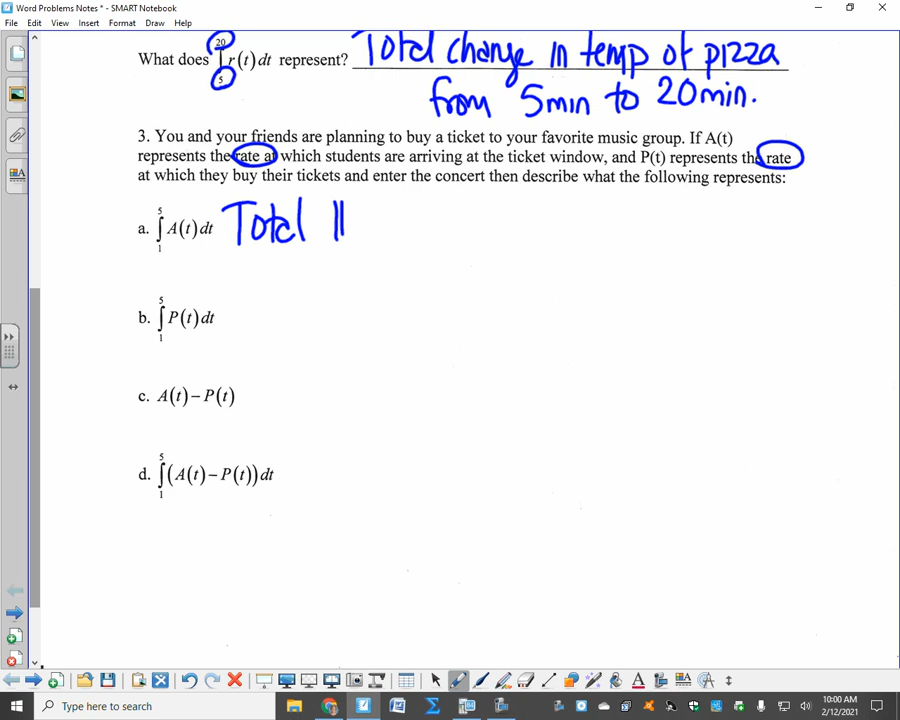 Word Problems Notes * - SMART Notebook
File Edit View Insert Format Draw Help
What does ∫₅²⁰ r(t) dt represent? Total change in temp of pizza
from 5min to 20min.
3. You and your friends are planning to buy a ticket to your favorite music group. If A(t)
represents the rate at which students are arriving at the ticket window, and P(t) represents the rate
at which they buy their tickets and enter the concert then describe what the following represents:
a. ∫₁⁵ A(t) dt Total
b. ∫₁⁵ P(t) dt
c. A(t) – P(t)
d. ∫₁⁵ (A(t) – P(t)) dt
Type here to search
10:00 AM
2/12/2021